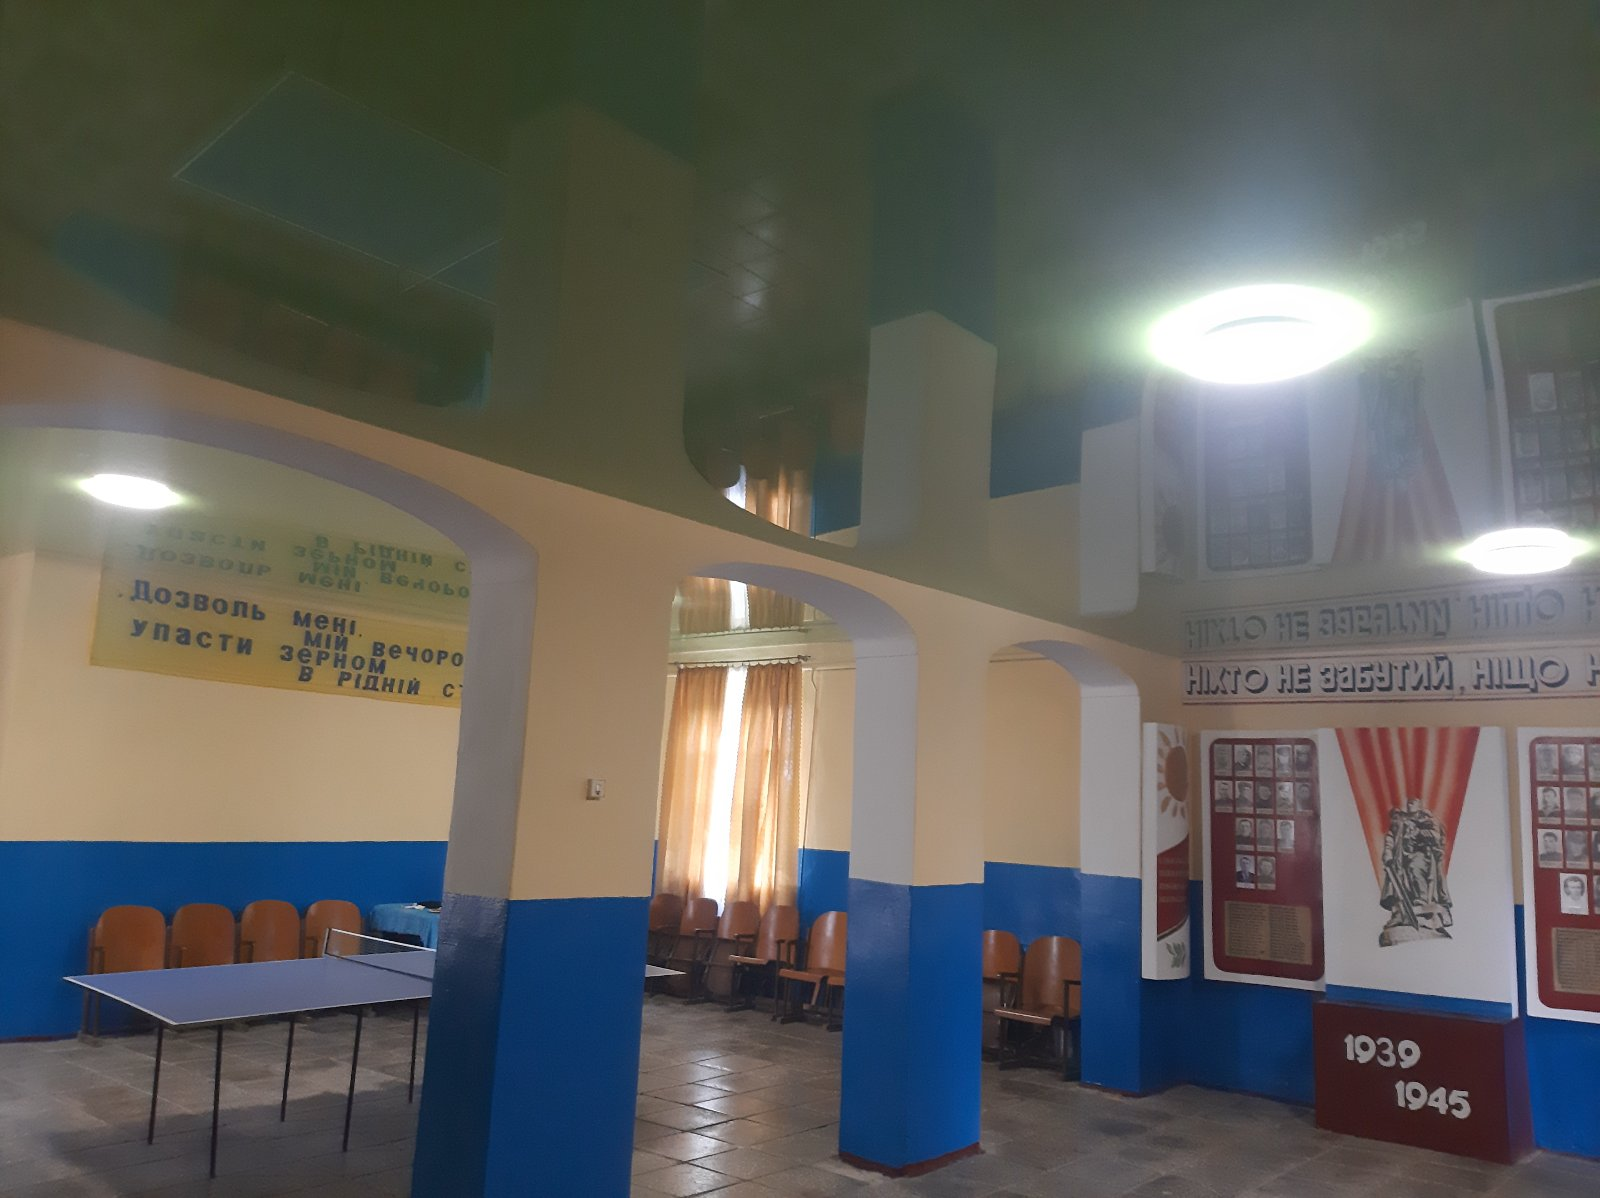 Дозволь мені,
мій вечоро
упасти зерном
в рідній ст
НІХТО НЕ ЗАБУТИЙ, НІЩО Н
1939
1945